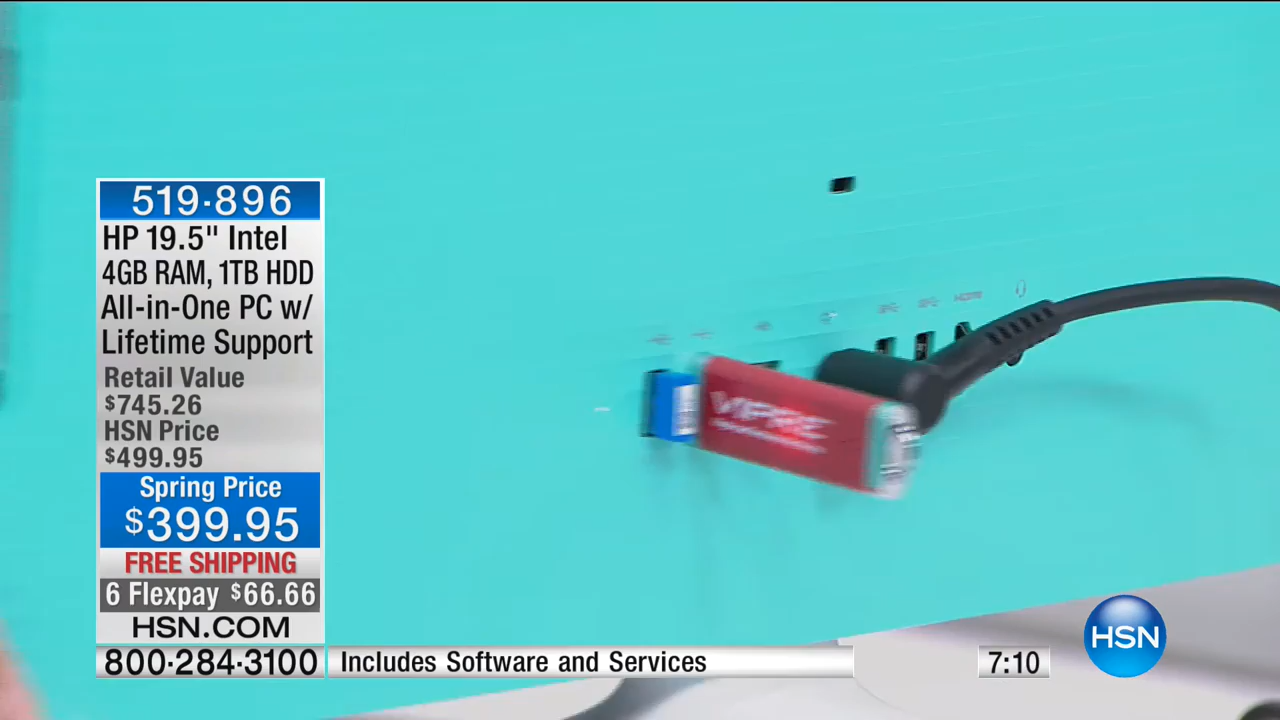 519·896
HP 19.5" Intel
4GB RAM, 1TB HDD
All-in-One PC w/
Lifetime Support
Retail Value
$745.26
HSN Price
$499.95
Spring Price
$399.95
FREE SHIPPING
6 Flexpay $66.66
HSN.COM
800·284·3100
Includes Software and Services
7:10
HSN
VIPRE